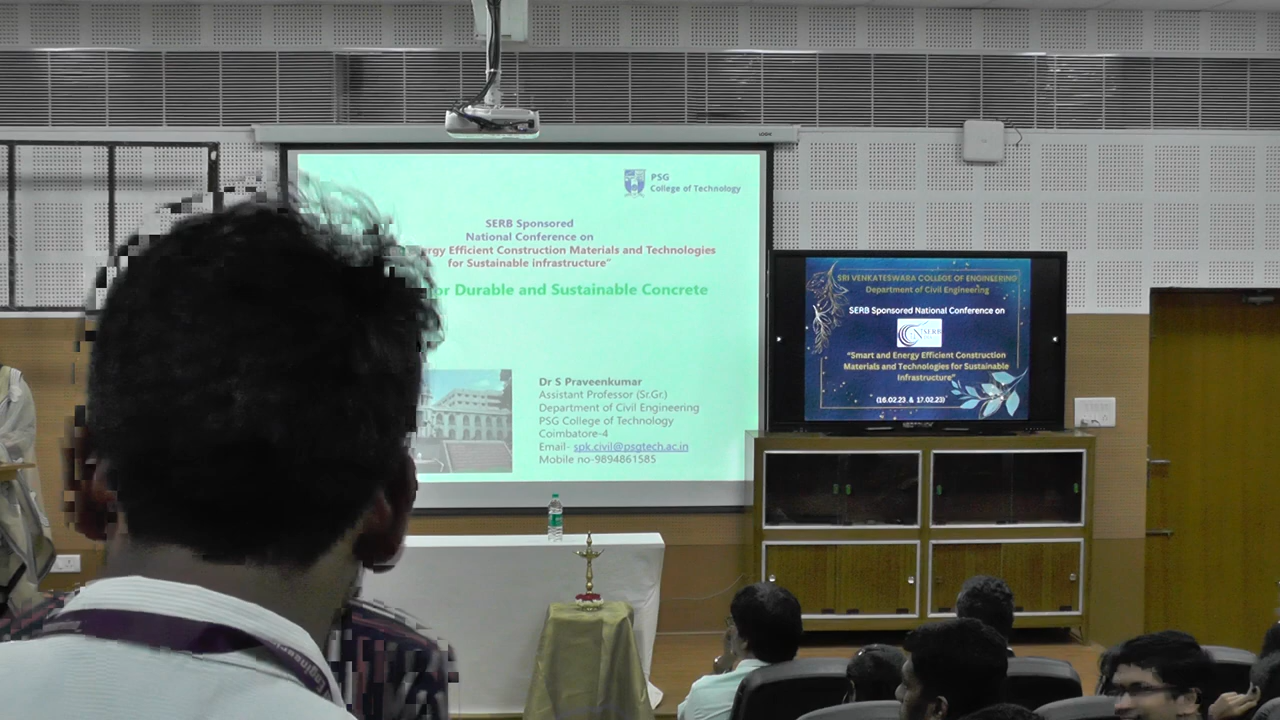 LOGIC
PSG
College of Technology
SERB Sponsored
National Conference on
Efficient Construction Materials and Technologies
for Sustainable infrastructure"
Durable and Sustainable Concrete
Dr S Praveenkumar
Assistant Professor (Sr.Gr.)
Department of Civil Engineering
PSG College of Technology
Coimbatore-4
Email- spk.civil@psgtech.ac.in
Mobile no-9894861585
SRI VENKATESWARA COLLEGE OF ENGINEERING
Department of Civil Engineering
SERB Sponsored National Conference on
SERB
"Smart and Energy Efficient Construction
Materials and Technologies for Sustainable
Infrastructure"
(16.02.23 & 17.02.23)